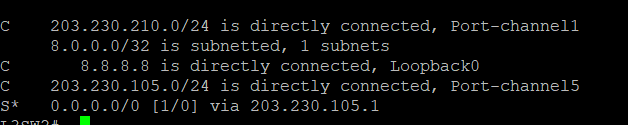 C    203.230.210.0/24 is directly connected, Port-channel1
     8.0.0.0/32 is subnetted, 1 subnets
C       8.8.8.8 is directly connected, Loopback0
C    203.230.105.0/24 is directly connected, Port-channel5
S*   0.0.0.0/0 [1/0] via 203.230.105.1
L3SW2#